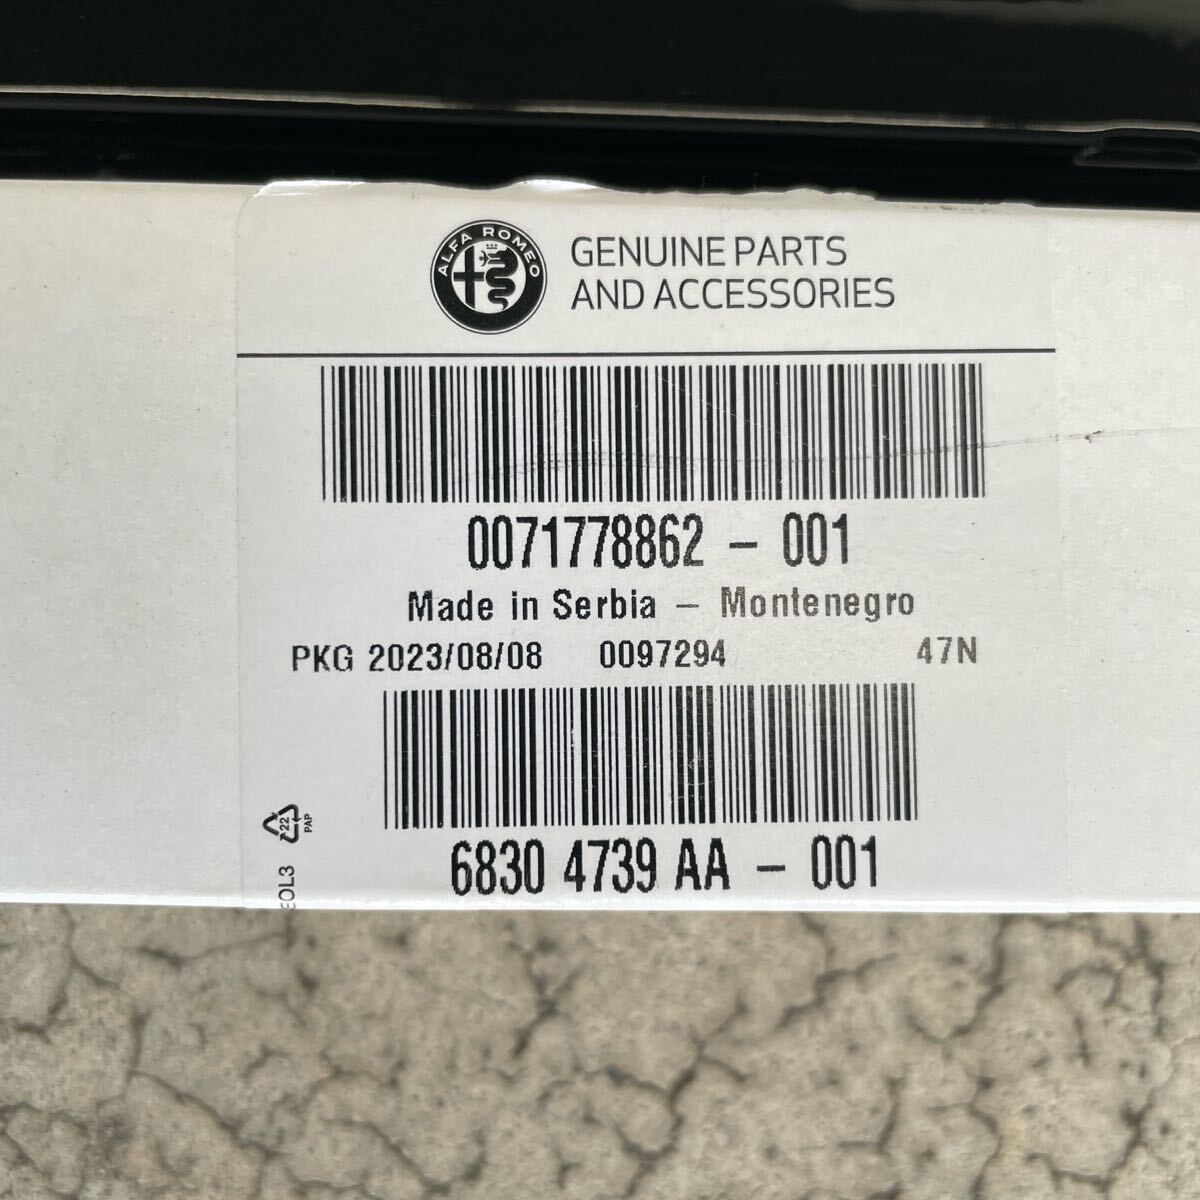 ALFA ROMEO
GENUINE PARTS
AND ACCESSORIES
0071778862 - 001
Made in Serbia - Montenegro
PKG 2023/08/08 0097294 47N
22
PAP
EOL3
6830 4739 AA - 001